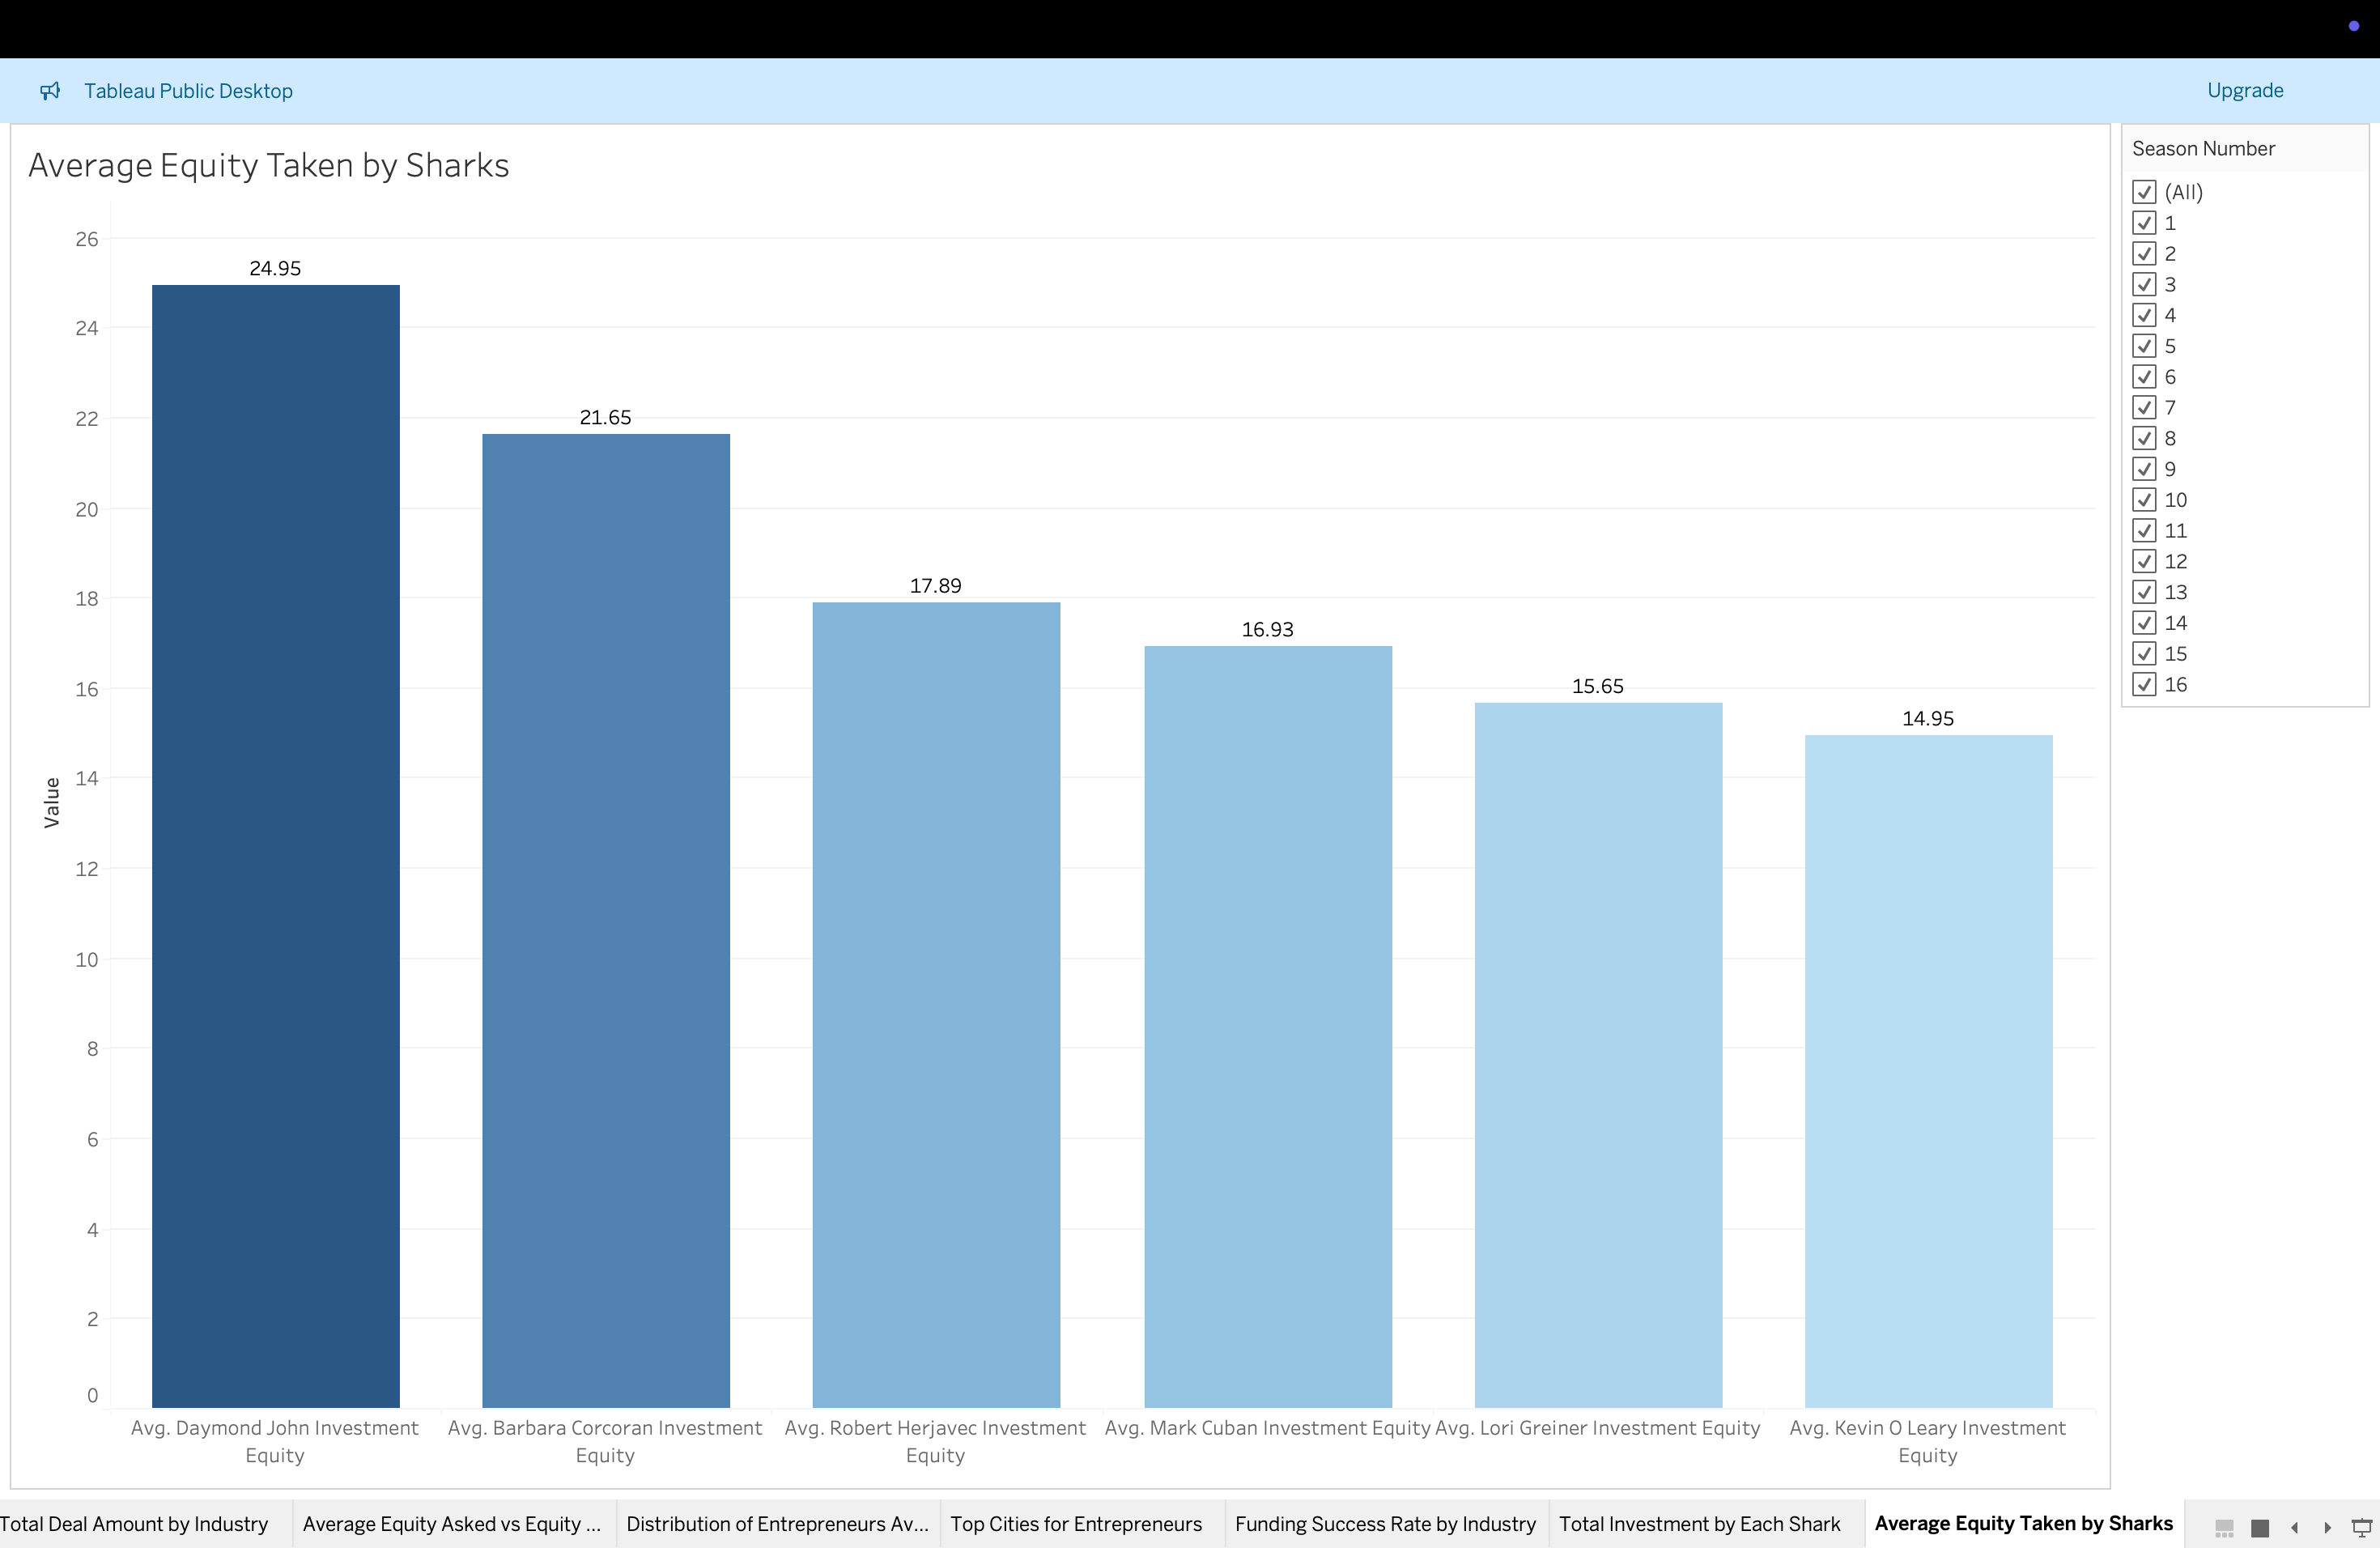 Tableau Public Desktop
Upgrade
Average Equity Taken by Sharks
26
24
22
20
18
16
14
12
10
8
6
4
2
0
Value
24.95
21.65
17.89
16.93
15.65
14.95
Avg. Daymond John Investment
Equity
Avg. Barbara Corcoran Investment
Equity
Avg. Robert Herjavec Investment
Equity
Avg. Mark Cuban Investment Equity
Avg. Lori Greiner Investment Equity
Avg. Kevin O Leary Investment
Equity
Season Number
(All)
1
2
3
4
5
6
7
8
9
10
11
12
13
14
15
16
Total Deal Amount by Industry
Average Equity Asked vs Equity ...
Distribution of Entrepreneurs Av...
Top Cities for Entrepreneurs
Funding Success Rate by Industry
Total Investment by Each Shark
Average Equity Taken by Sharks